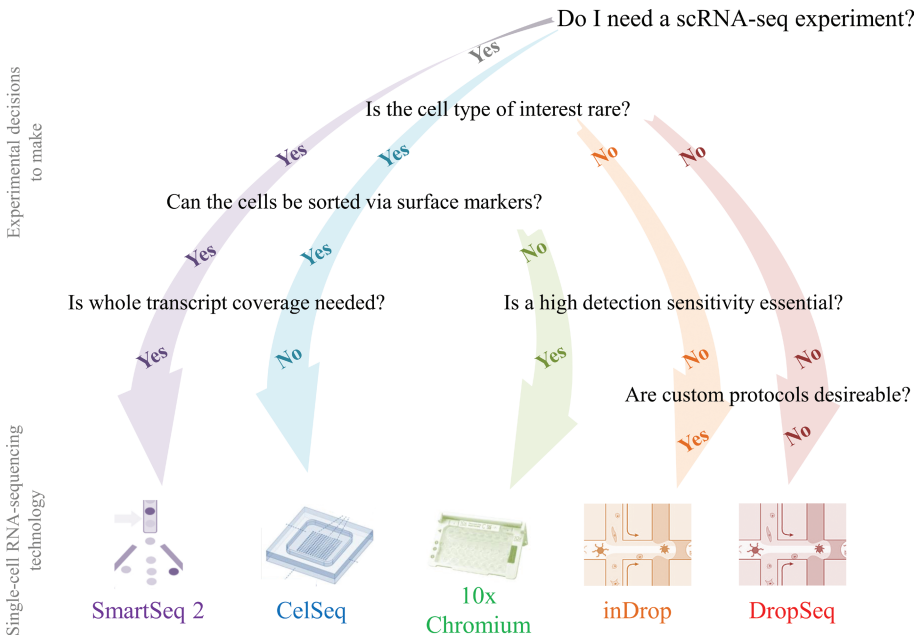 Do I need a scRNA-seq experiment?
Yes
Is the cell type of interest rare?
Yes
Yes
No
No
Can the cells be sorted via surface markers?
Yes
Yes
No
Is whole transcript coverage needed?
Is a high detection sensitivity essential?
Yes
No
Yes
No
No
Are custom protocols desireable?
Yes
No
Experimental decisions
to make
Single-cell RNA-sequencing
technology
SmartSeq 2
CelSeq
10x
Chromium
inDrop
DropSeq